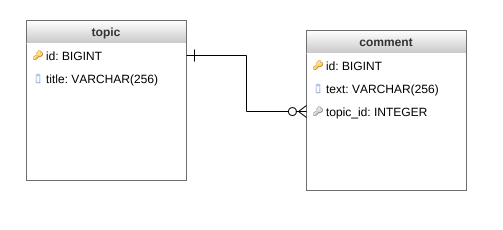 topic
id: BIGINT
title: VARCHAR(256)
comment
id: BIGINT
text: VARCHAR(256)
topic_id: INTEGER